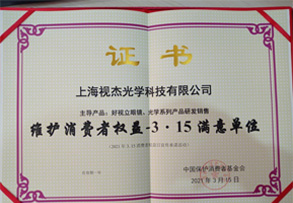 证书
上海视杰光学科技有限公司
主导产品：好视立眼镜、光学系列产品研发销售
维护消费者权益-3·15满意单位
中国保护消费者基金会
2021年3月15日